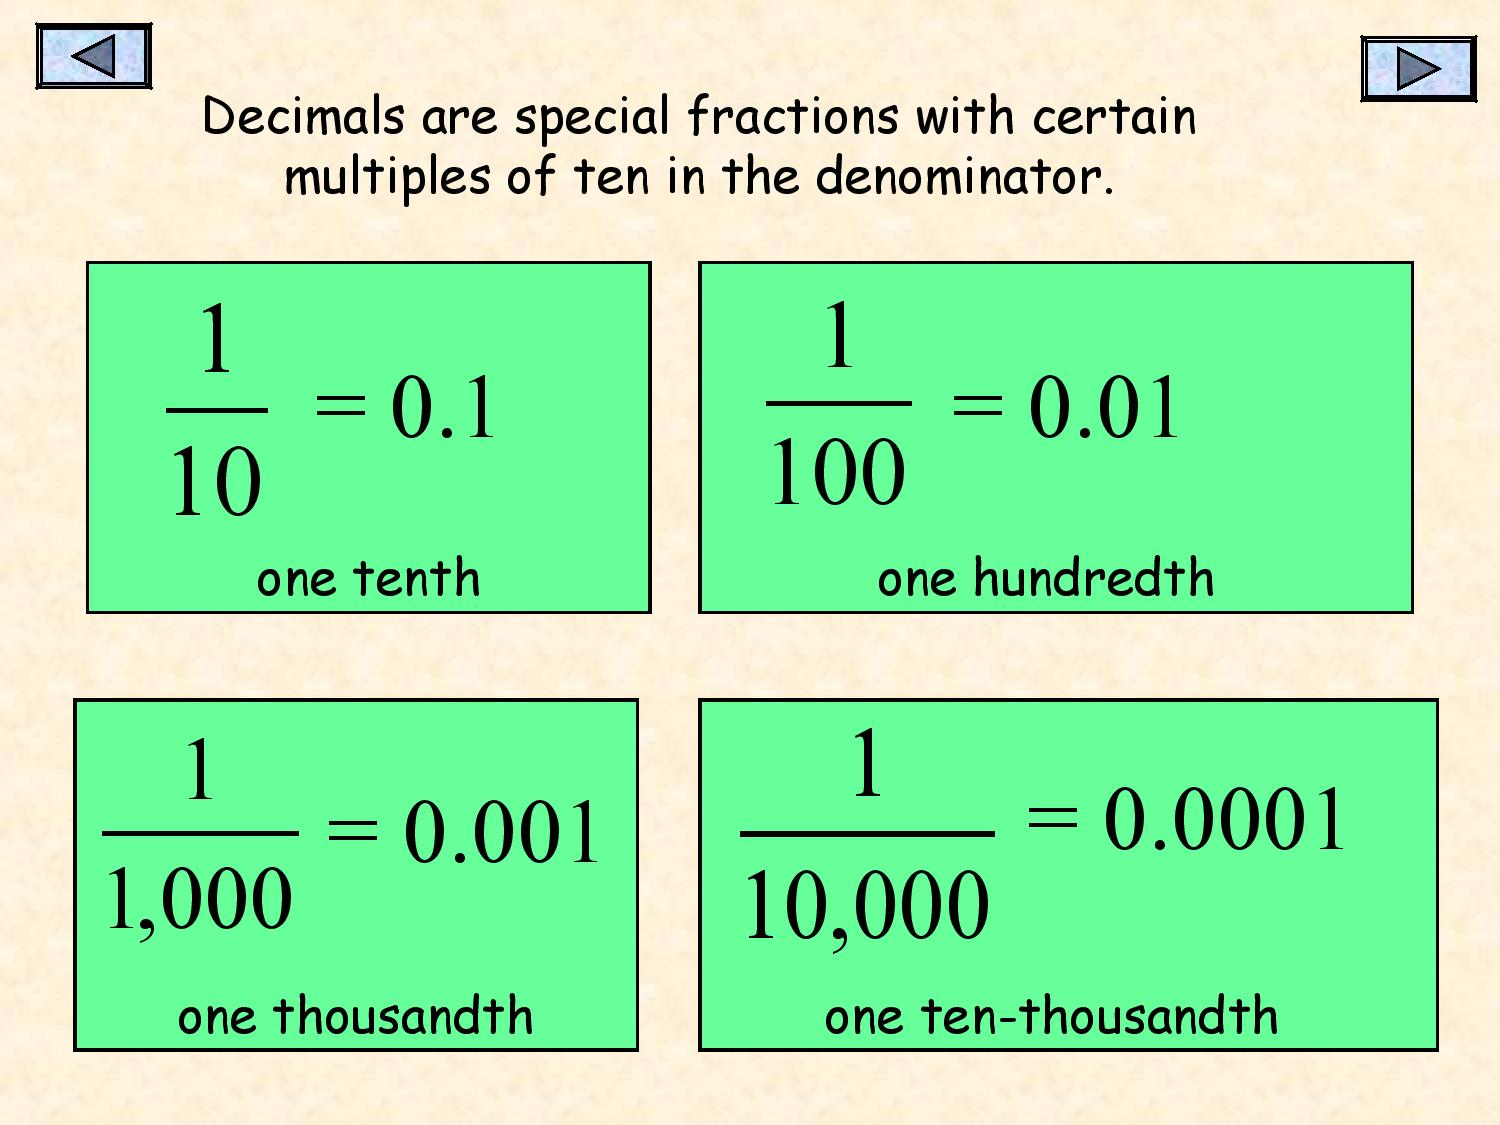 Decimals are special fractions with certain
multiples of ten in the denominator.
1
10
= 0.1
one tenth
1
100
= 0.01
one hundredth
1
1,000
= 0.001
one thousandth
1
10,000
= 0.0001
one ten-thousandth